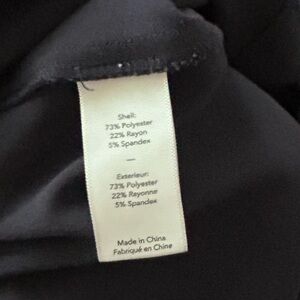 Shell:
73% Polyester
22% Rayon
5% Spandex
—
Exterieur:
73% Polyester
22% Rayonne
5% Spandex
Made in China
Fabriqué en Chine